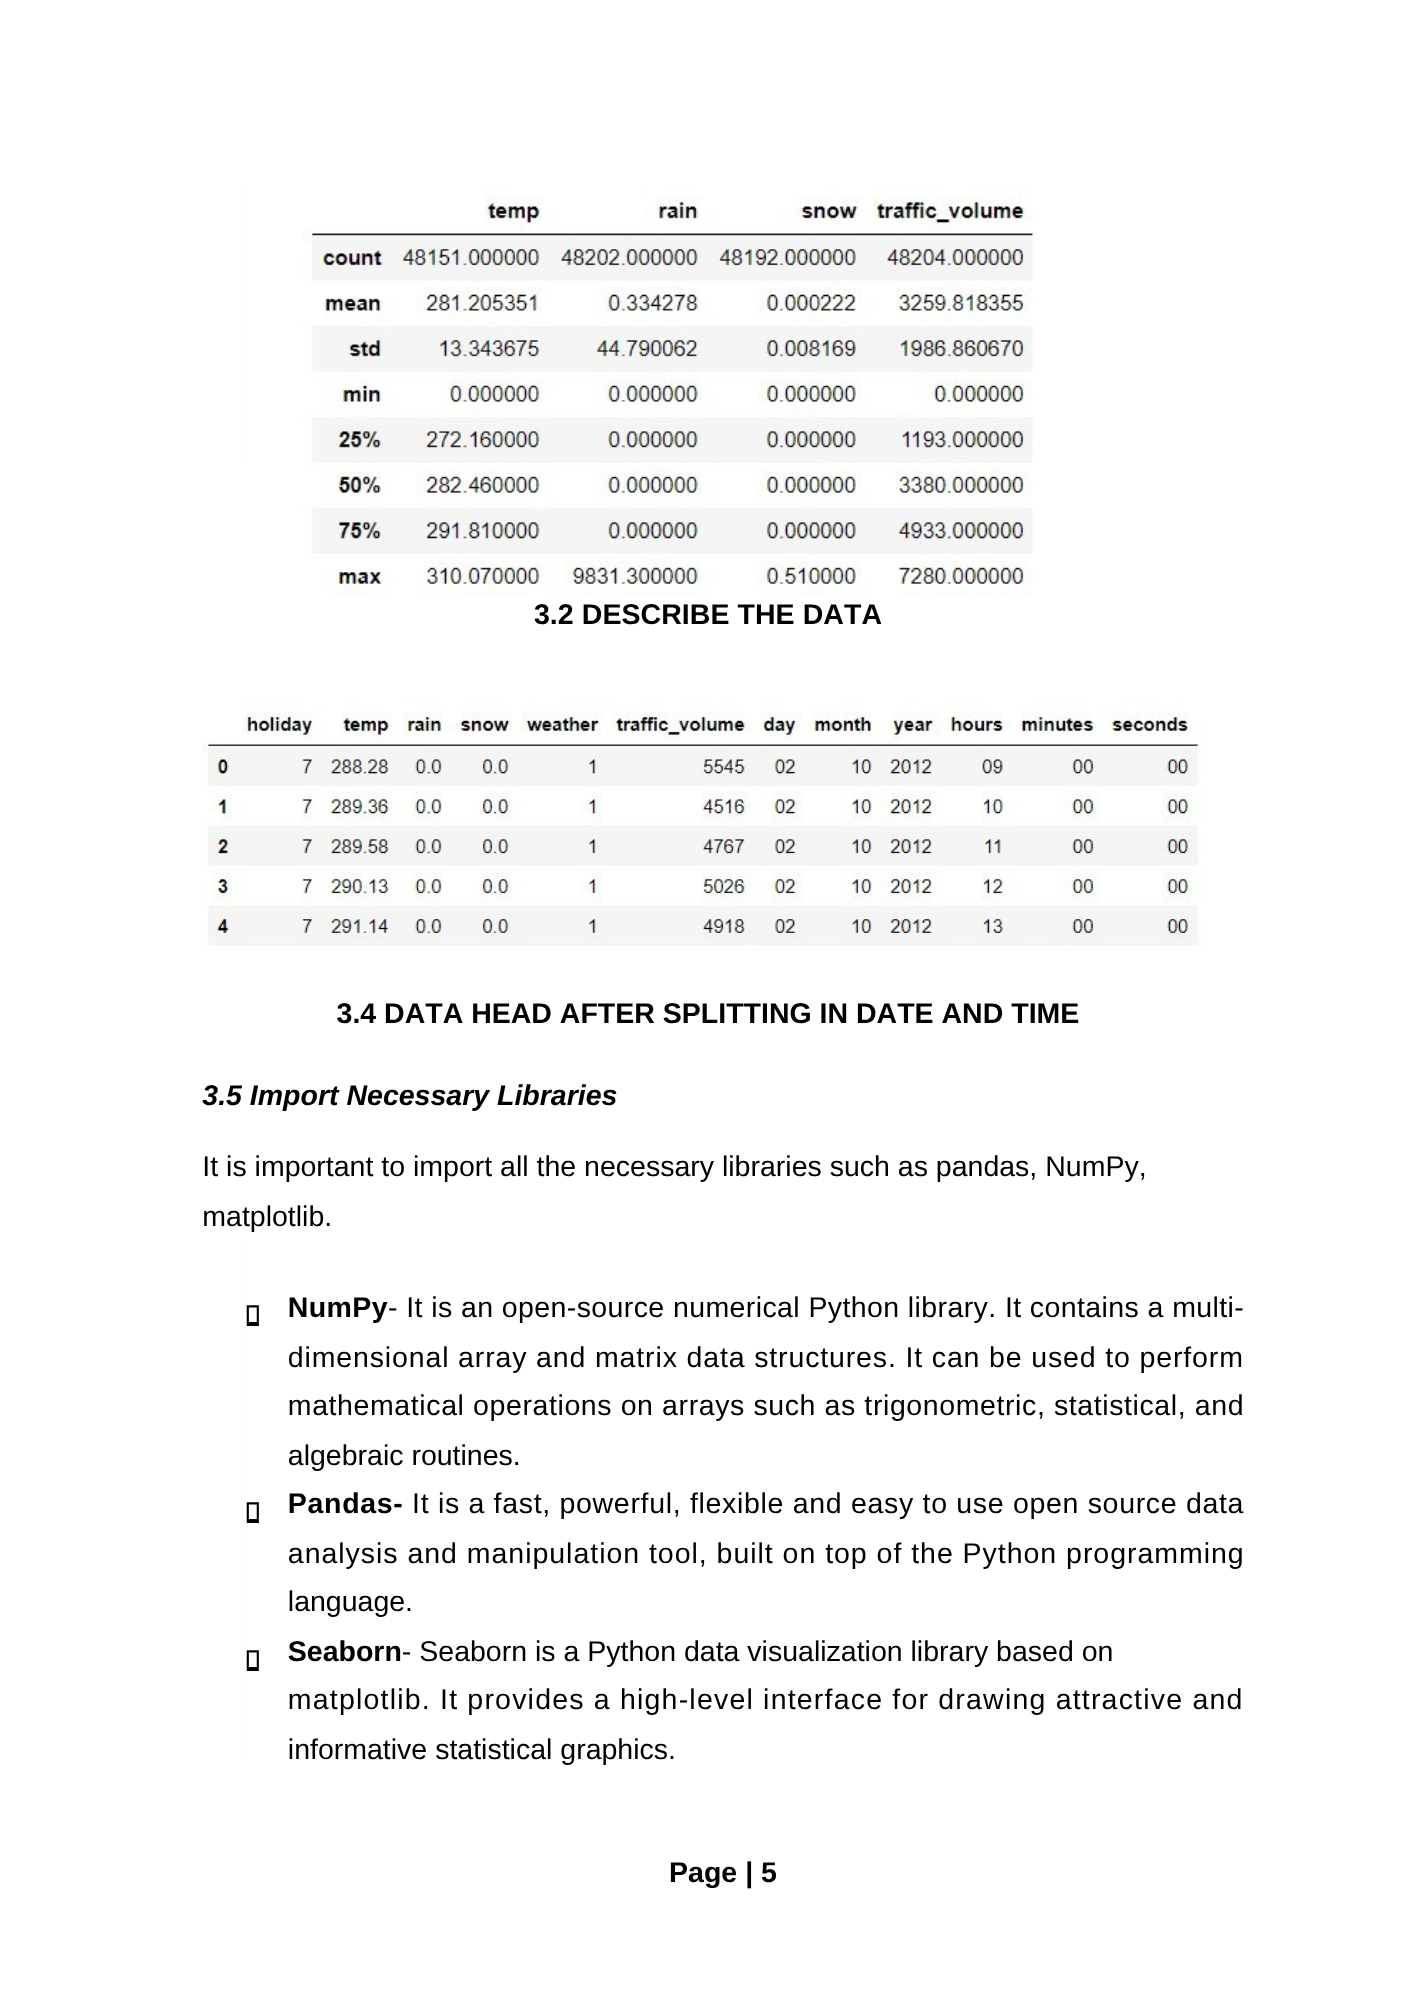 temp rain snow traffic_volume
count 48151.000000 48202.000000 48192.000000 48204.000000
mean 281.205351 0.334278 0.000222 3259.818355
std 13.343675 44.790062 0.008169 1986.860670
min 0.000000 0.000000 0.000000 0.000000
25% 272.160000 0.000000 0.000000 1193.000000
50% 282.460000 0.000000 0.000000 3380.000000
75% 291.810000 0.000000 0.000000 4933.000000
max 310.070000 9831.300000 0.510000 7280.000000
3.2 DESCRIBE THE DATA
holiday temp rain snow weather traffic_volume day month year hours minutes seconds
0 7 288.28 0.0 0.0 1 5545 02 10 2012 09 00 00
1 7 289.36 0.0 0.0 1 4516 02 10 2012 10 00 00
2 7 289.58 0.0 0.0 1 4767 02 10 2012 11 00 00
3 7 290.13 0.0 0.0 1 5026 02 10 2012 12 00 00
4 7 291.14 0.0 0.0 1 4918 02 10 2012 13 00 00
3.4 DATA HEAD AFTER SPLITTING IN DATE AND TIME
3.5 Import Necessary Libraries
It is important to import all the necessary libraries such as pandas, NumPy,
matplotlib.
NumPy- It is an open-source numerical Python library. It contains a multi-
dimensional array and matrix data structures. It can be used to perform
mathematical operations on arrays such as trigonometric, statistical, and
algebraic routines.
Pandas- It is a fast, powerful, flexible and easy to use open source data
analysis and manipulation tool, built on top of the Python programming
language.
Seaborn- Seaborn is a Python data visualization library based on
matplotlib. It provides a high-level interface for drawing attractive and
informative statistical graphics.
Page | 5